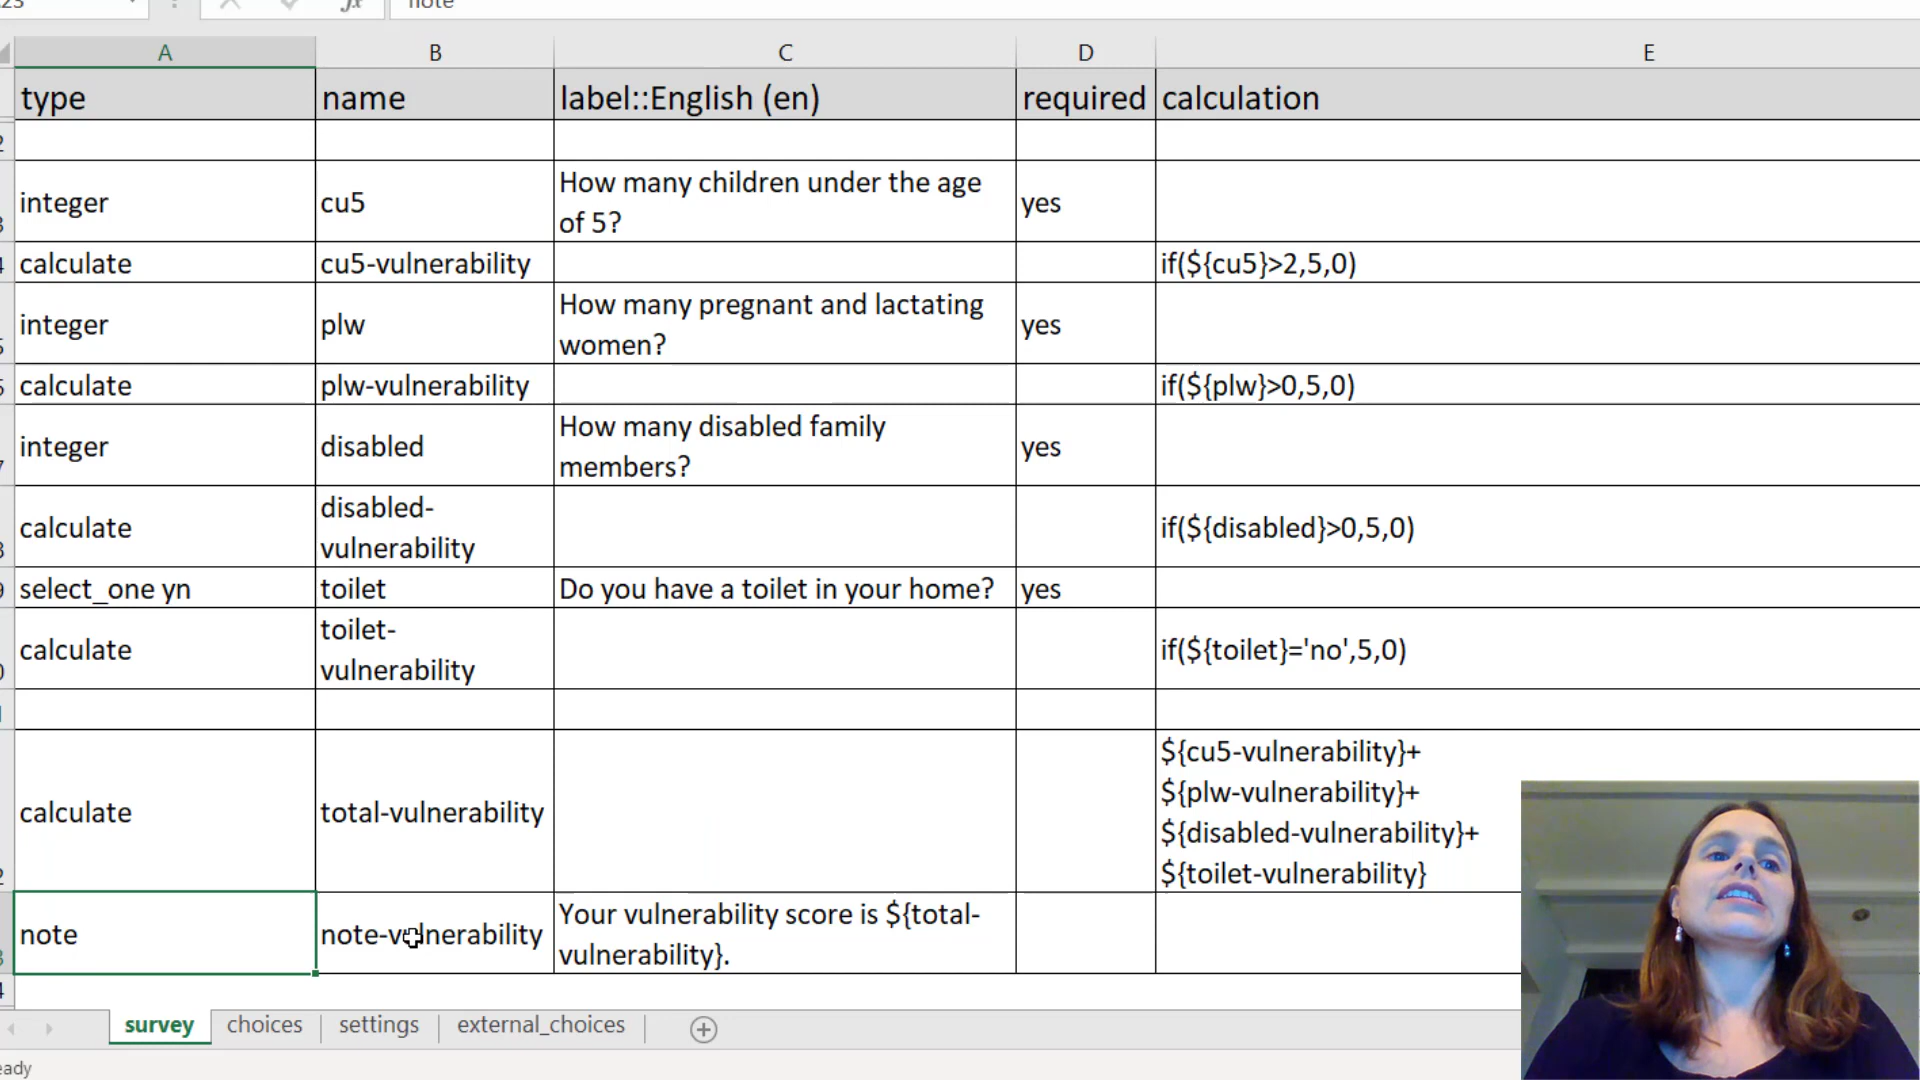 note
A B C D E
type name label::English (en) required calculation
integer cu5 How many children under the age
of 5? yes
calculate cu5-vulnerability if(${cu5}>2,5,0)
integer plw How many pregnant and lactating
women? yes
calculate plw-vulnerability if(${plw}>0,5,0)
integer disabled How many disabled family
members? yes
calculate disabled-
vulnerability if(${disabled}>0,5,0)
select_one yn toilet Do you have a toilet in your home? yes
calculate toilet-
vulnerability if(${toilet}='no',5,0)
calculate total-vulnerability ${cu5-vulnerability}+
${plw-vulnerability}+
${disabled-vulnerability}+
${toilet-vulnerability}
note note-vulnerability Your vulnerability score is ${total-
vulnerability}.
survey choices settings external_choices